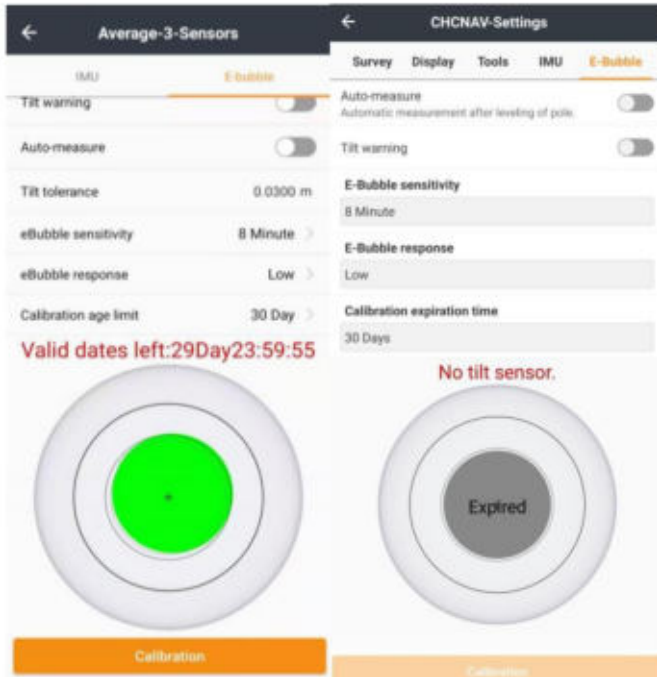 Average-3-Sensors
IMU
E-bubble
Tilt warning
Auto-measure
Tilt tolerance 0.0300 m
eBubble sensitivity 8 Minute
eBubble response Low
Calibration age limit 30 Day
Valid dates left:29Day23:59:55
Calibration
CHCNAV-Settings
Survey Display Tools IMU E-Bubble
Auto-measure
Automatic measurement after leveling of pole.
Tilt warning
E-Bubble sensitivity
8 Minute
E-Bubble response
Low
Calibration expiration time
30 Days
No tilt sensor.
Expired
Calibration